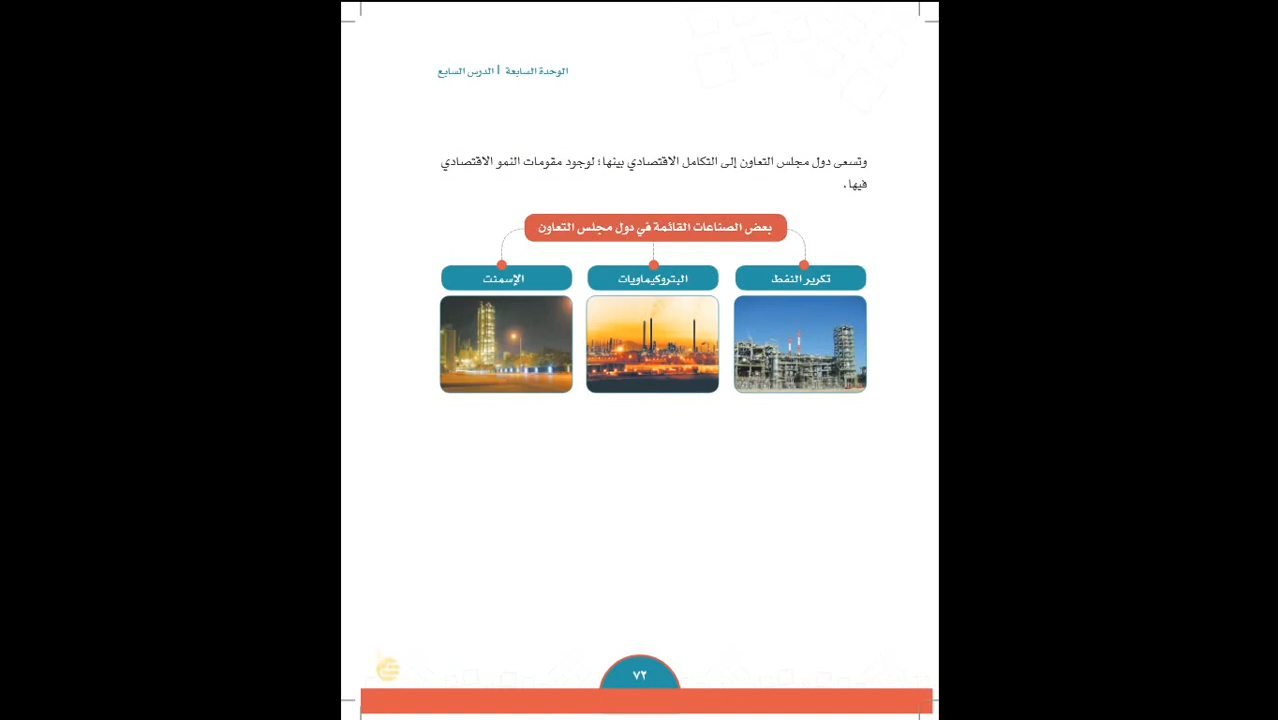 الوحدة السابعة | الدرس السابع
وتسعى دول مجلس التعاون إلى التكامل الاقتصادي بينها؛ لوجود مقومات النمو الاقتصادي
فيها.
بعض الصناعات القائمة في دول مجلس التعاون
تكرير النفط
البتروكيماويات
الإسمنت
٧٢